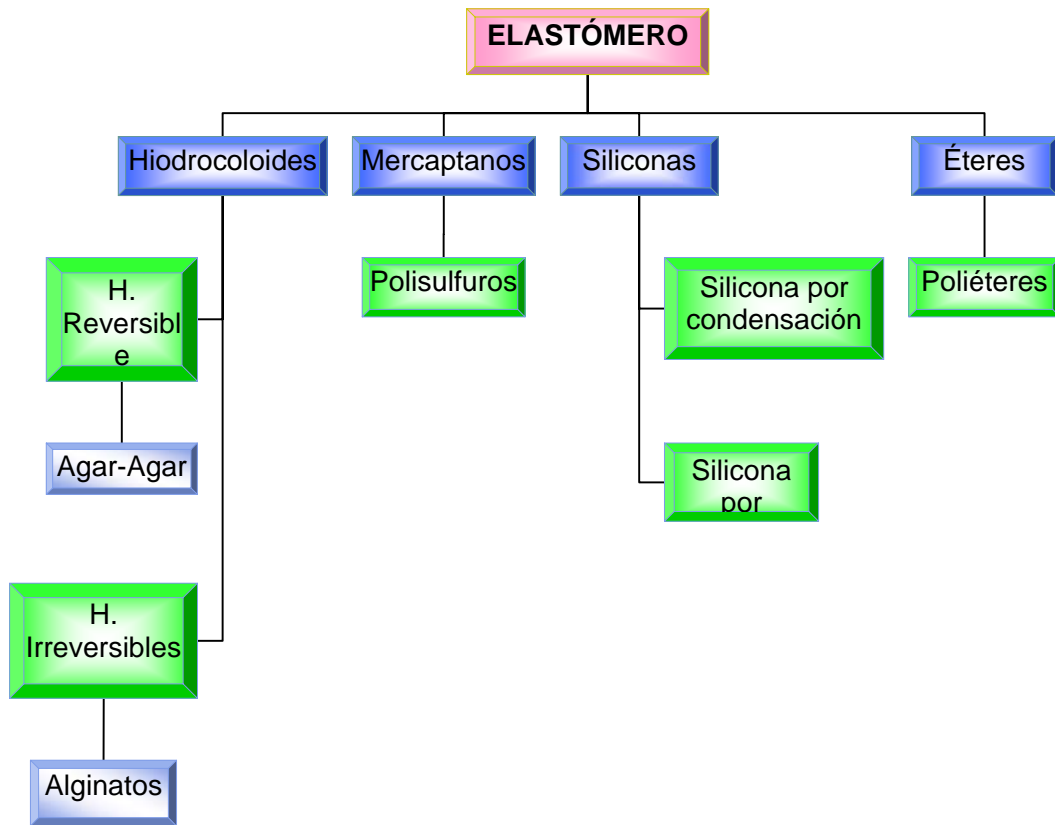 ELASTÓMERO
Hiodrocoloides
Mercaptanos
Siliconas
Éteres
H.
Reversibl
e
Polisulfuros
Silicona por
condensación
Poliéteres
Agar-Agar
Silicona
por
H.
Irreversibles
Alginatos